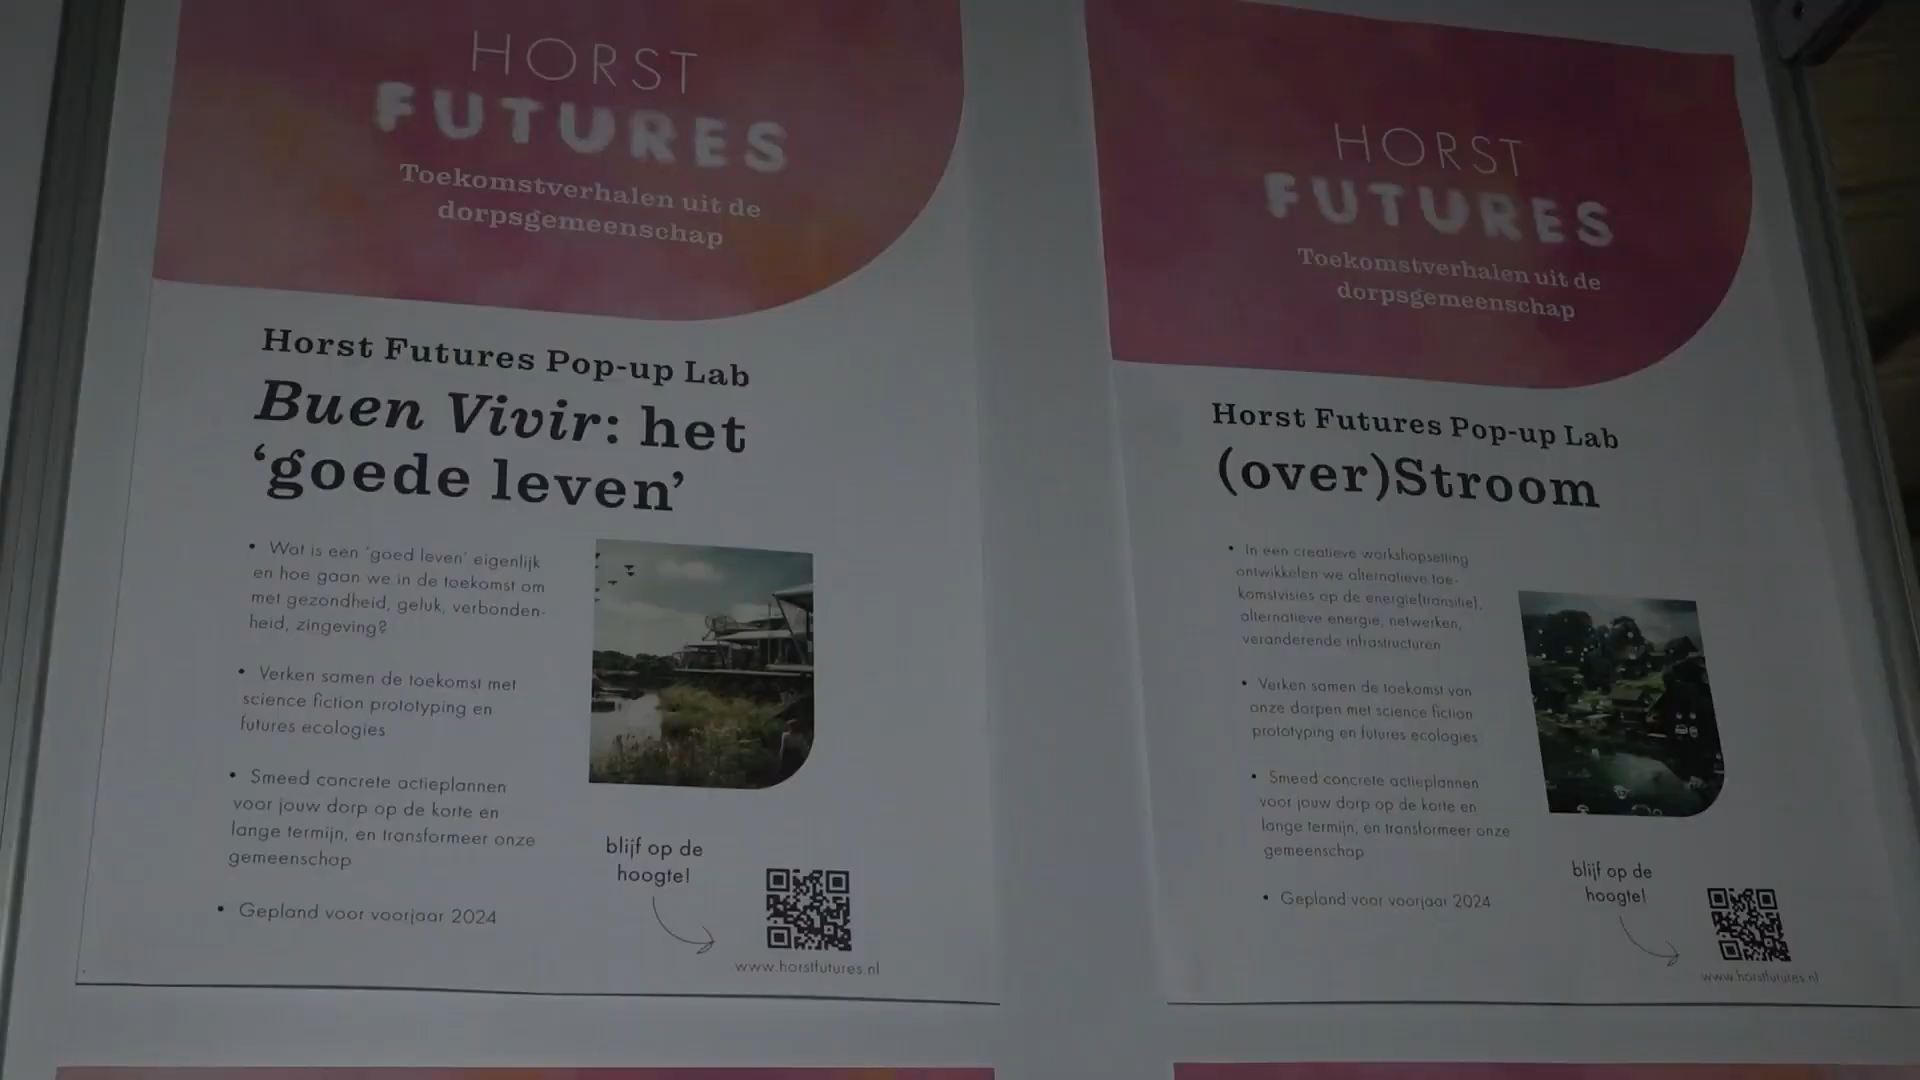 HORST
FUTURES
Toekomstverhalen uit de
dorpsgemeenschap
Horst Futures Pop-up Lab
Buen Vivir: het
‘goede leven’
• Wat is een ‘goed leven’ eigenlijk
en hoe gaan we in de toekomst om
met gezondheid, geluk, verbonden-
heid, zingeving?
• Verken samen de toekomst met
science fiction prototyping en
futures ecologies
• Smeed concrete actieplannen
voor jouw dorp op de korte en
lange termijn, en transformeer onze
gemeenschap
• Gepland voor voorjaar 2024
blijf op de
hoogte!
www.horstfutures.nl
HORST
FUTURES
Toekomstverhalen uit de
dorpsgemeenschap
Horst Futures Pop-up Lab
(over)Stroom
• In een creatieve workshopsetting
ontwikkelen we alternatieve toe-
komstvisies op de energie(transitie),
alternatieve energie, netwerken,
veranderende infrastructuren
• Verken samen de toekomst van
onze dorpen met science fiction
prototyping en futures ecologies
• Smeed concrete actieplannen
voor jouw dorp op de korte en
lange termijn, en transformeer onze
gemeenschap
• Gepland voor voorjaar 2024
blijf op de
hoogte!
www.horstfutures.nl